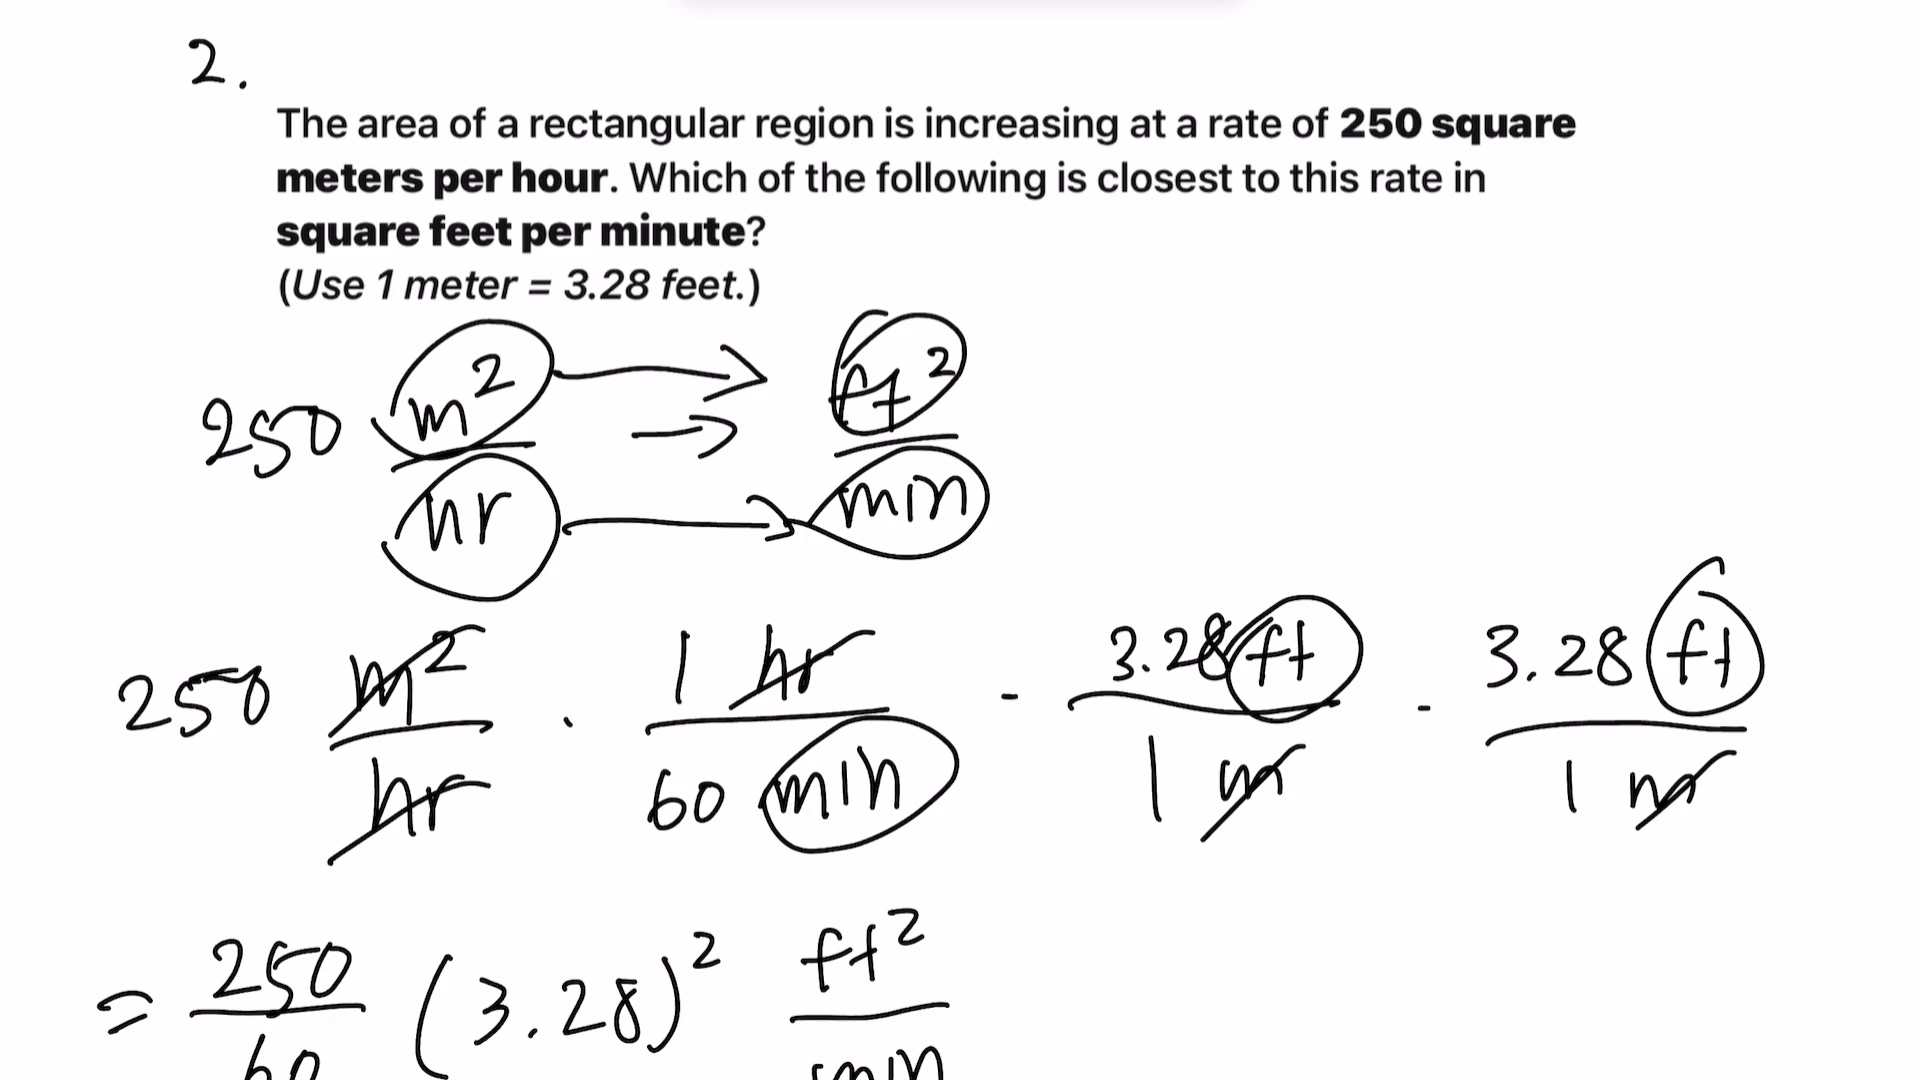 2.
The area of a rectangular region is increasing at a rate of 250 square
meters per hour. Which of the following is closest to this rate in
square feet per minute?
(Use 1 meter = 3.28 feet.)
250 m²/hr → ft²/min
250 m²/hr · 1 hr/60 min · 3.28 ft/1 m · 3.28 ft/1 m
= 250/60 (3.28)² ft²/min